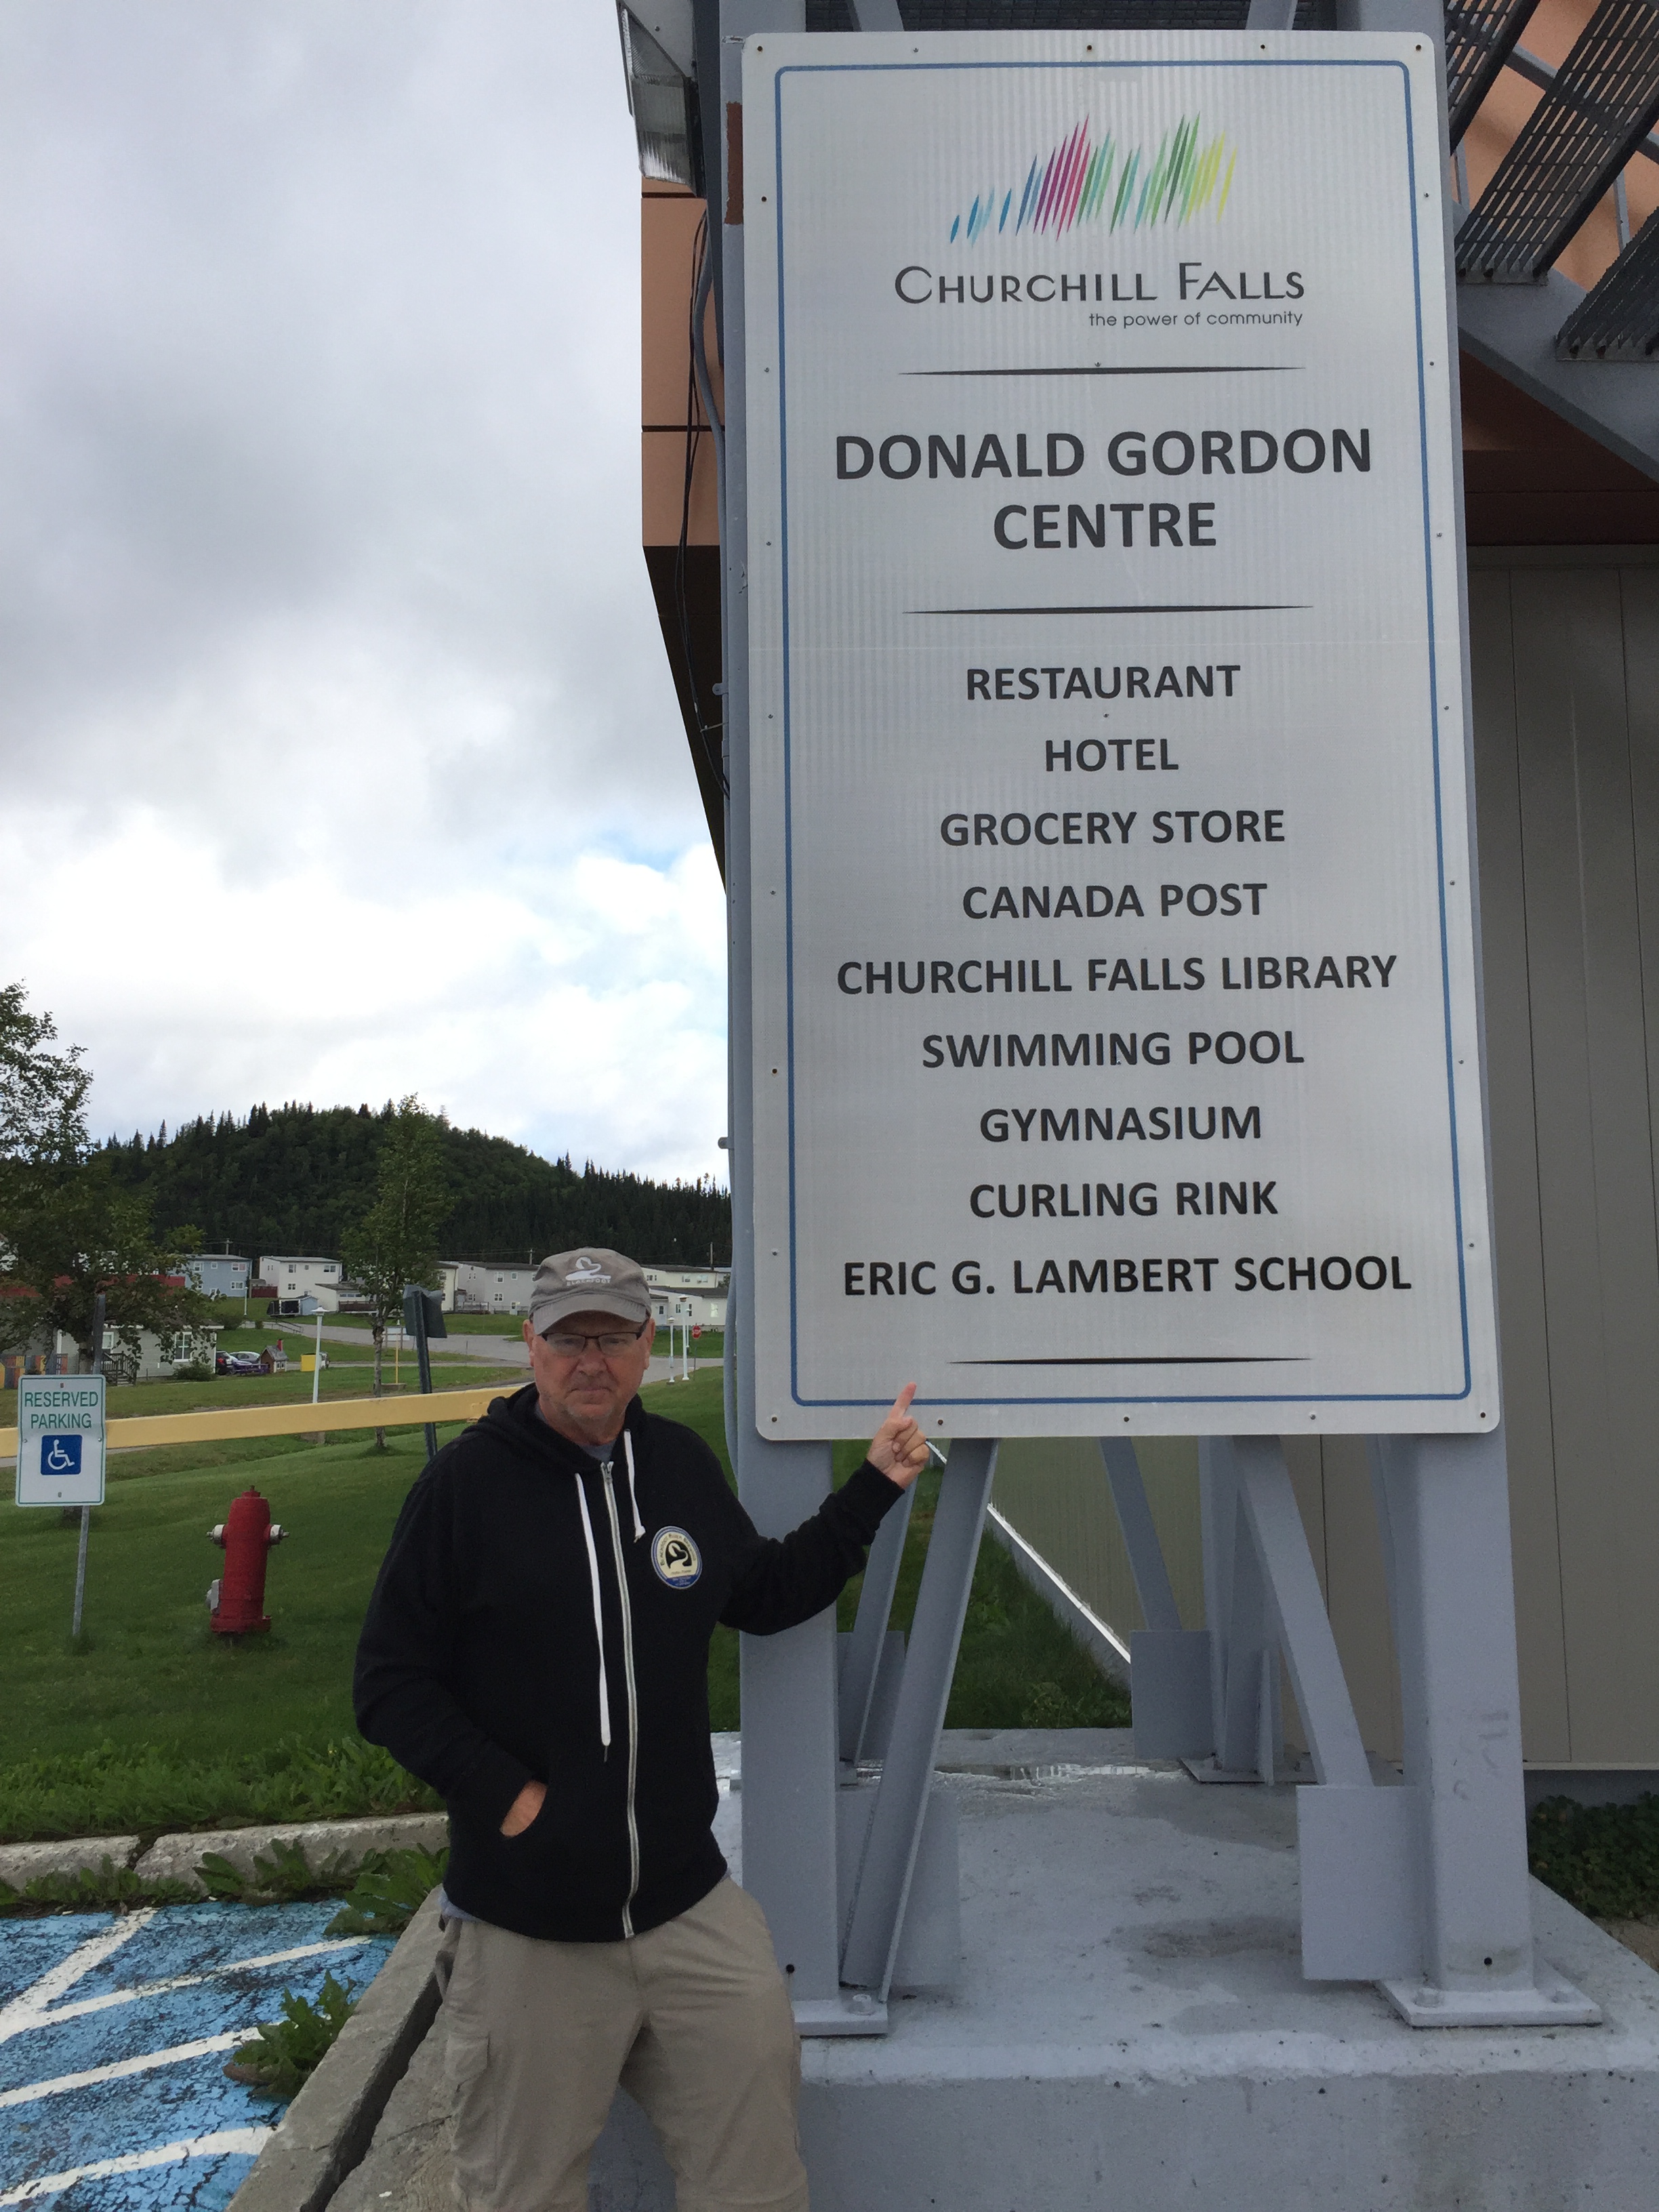 CHURCHILL FALLS
the power of community
DONALD GORDON
CENTRE
RESTAURANT
HOTEL
GROCERY STORE
CANADA POST
CHURCHILL FALLS LIBRARY
SWIMMING POOL
GYMNASIUM
CURLING RINK
ERIC G. LAMBERT SCHOOL
RESERVED
PARKING